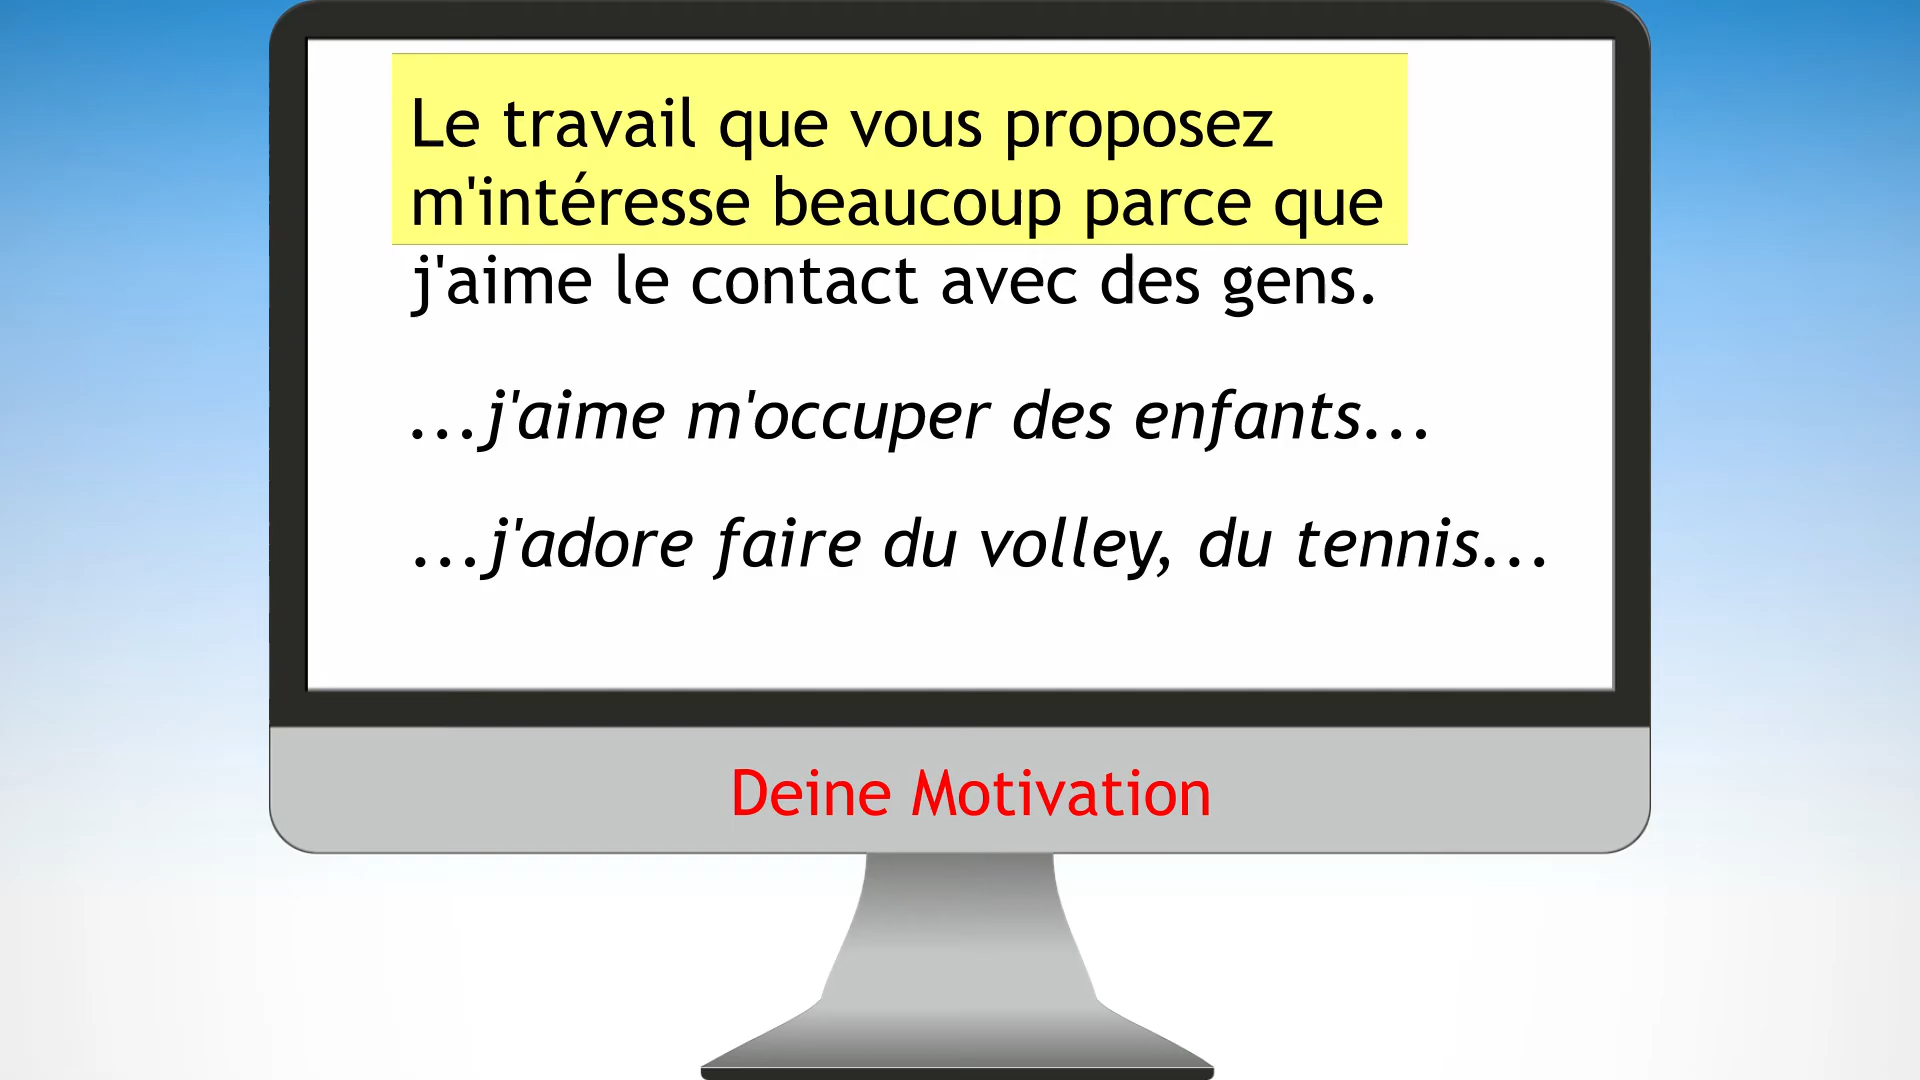 Le travail que vous proposez
m'intéresse beaucoup parce que
j'aime le contact avec des gens.
...j'aime m'occuper des enfants...
...j'adore faire du volley, du tennis...
Deine Motivation